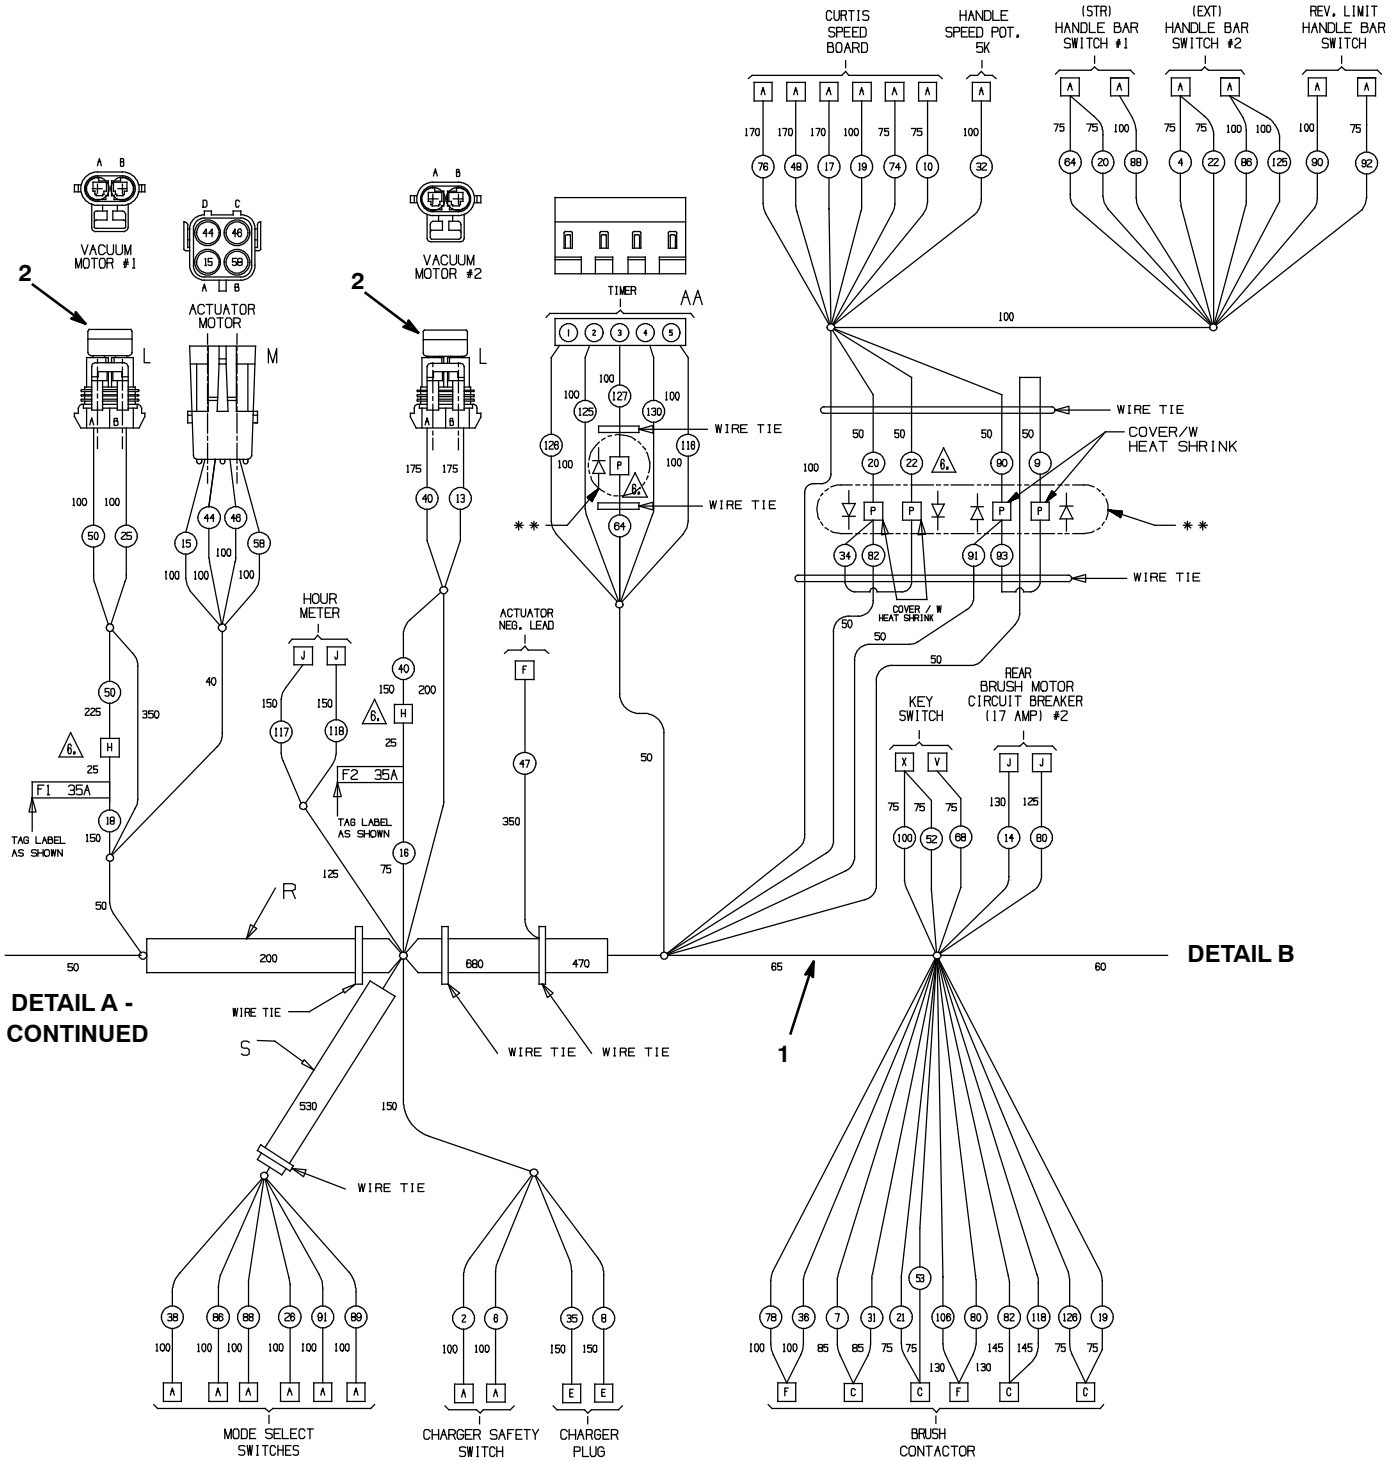 CURTIS
SPEED
BOARD
HANDLE
SPEED POT.
5K
(STR)
HANDLE BAR
SWITCH #1
(EXT)
HANDLE BAR
SWITCH #2
REV. LIMIT
HANDLE BAR
SWITCH
A A A A A A A A A A A A A
170 170 170 100 75 75 100 75 75 100 75 75 100 100 100 75
76 48 17 19 74 10 32 64 20 88 4 22 86 125 90 92
A B
VACUUM
MOTOR #1
D C
44 46
15 58
A B
ACTUATOR
MOTOR
A B
VACUUM
MOTOR #2
TIMER
AA
1 2 3 4 5
2
2
L
M
L
A B
A B
100
100 100 100 100
127
125 130
126 116
100 100
WIRE TIE
P
6.
WIRE TIE
**
64
100
WIRE TIE
COVER/W
HEAT SHRINK
50 50 50 50
100
20 22 90 9
6.
P P P P
**
34 82 91 93
WIRE TIE
COVER / W
HEAT SHRINK
50
50
50
100 100
50 25
44 46
15 58
100
100 100 100
175 175
40 13
HOUR
METER
J J
150 150
117 118
ACTUATOR
NEG. LEAD
F
47
350
40
150 200
6.
H
25
F2 35A
TAG LABEL
AS SHOWN
16
75
125
50
225 350
40
6.
H
25
F1 35A
TAG LABEL
AS SHOWN
18
150
50
50
KEY
SWITCH
X V
75 75 75
100 52 68
REAR
BRUSH MOTOR
CIRCUIT BREAKER
(17 AMP) #2
J J
130 125
14 80
R
50 200 680 470 65 60
DETAIL B
DETAIL A -
CONTINUED
WIRE TIE
WIRE TIE
WIRE TIE
1
S
530
150
WIRE TIE
53
38 86 88 26 91 89
100 100 100 100 100 100
A A A A A A
MODE SELECT
SWITCHES
2 6
100 100
A A
CHARGER SAFETY
SWITCH
35 8
150 150
E E
CHARGER
PLUG
78 36 7 31 21 106 80 82 118 126 19
100 100 85 85 75 75 130 130 145 145 75 75
F C C F C C
BRUSH
CONTACTOR